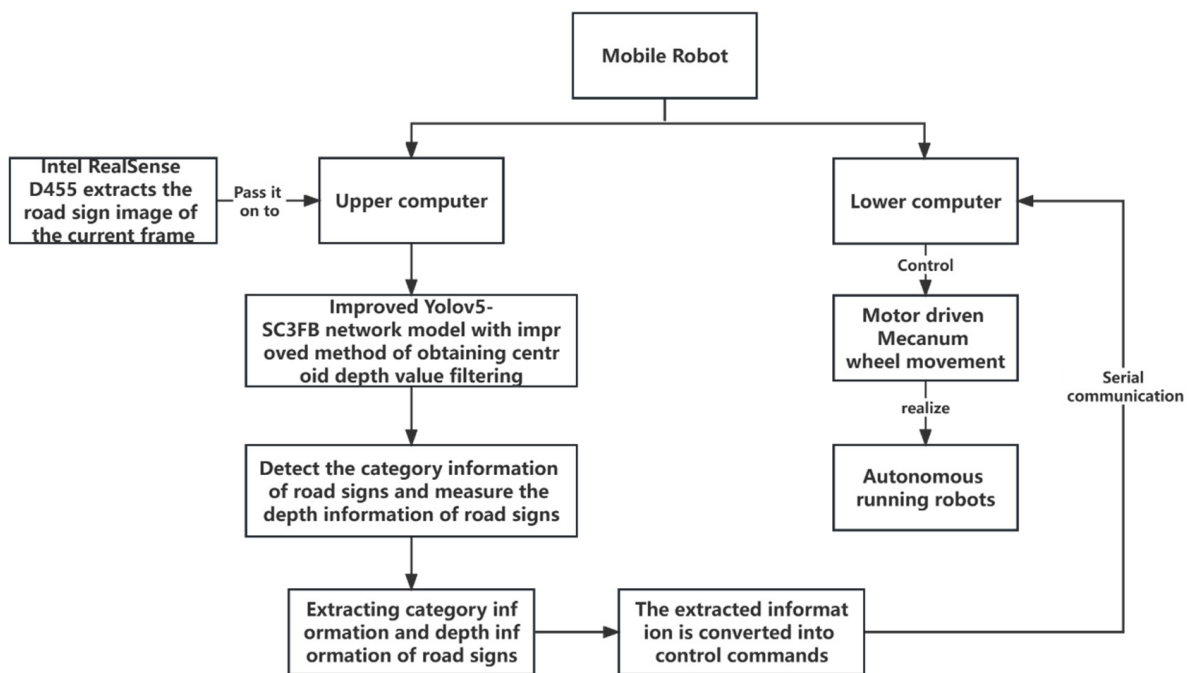 Mobile Robot
Intel RealSense
D455 extracts the
road sign image of
the current frame
Pass it
on to
Upper computer
Lower computer
Control
Improved Yolov5-
SC3FB network model with impr
oved method of obtaining centr
oid depth value filtering
Motor driven
Mecanum
wheel movement
Serial
communication
realize
Detect the category information
of road signs and measure the
depth information of road signs
Autonomous
running robots
Extracting category inf
ormation and depth inf
ormation of road signs
The extracted informat
ion is converted into
control commands